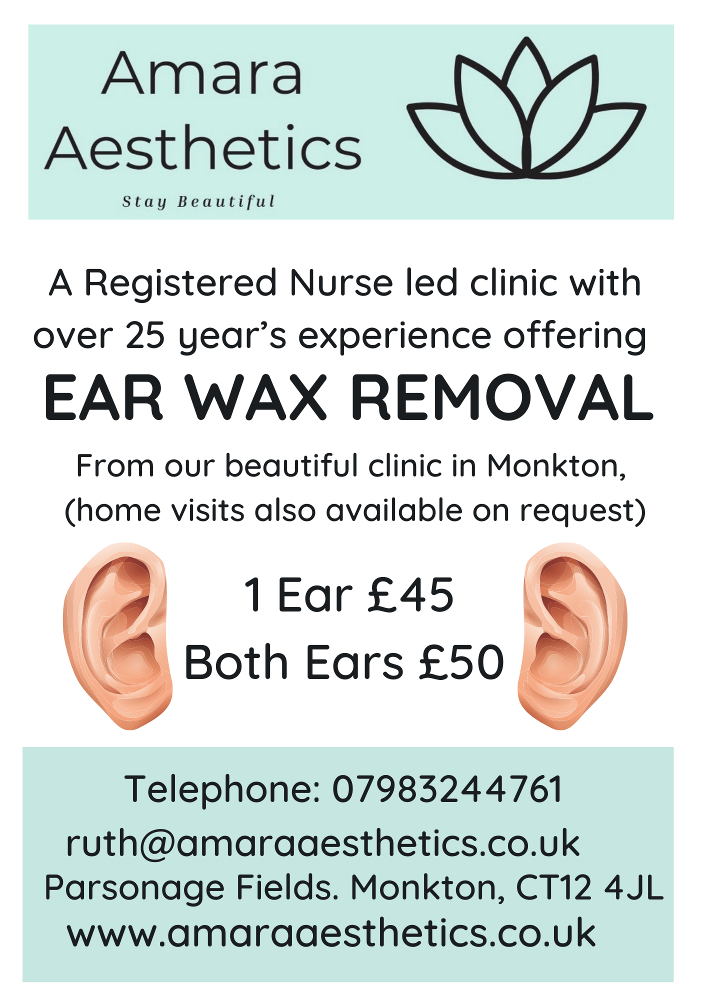 Amara
Aesthetics
Stay Beautiful
A Registered Nurse led clinic with
over 25 year’s experience offering
EAR WAX REMOVAL
From our beautiful clinic in Monkton,
(home visits also available on request)
1 Ear £45
Both Ears £50
Telephone: 07983244761
ruth@amaraaesthetics.co.uk
Parsonage Fields. Monkton, CT12 4JL
www.amaraaesthetics.co.uk